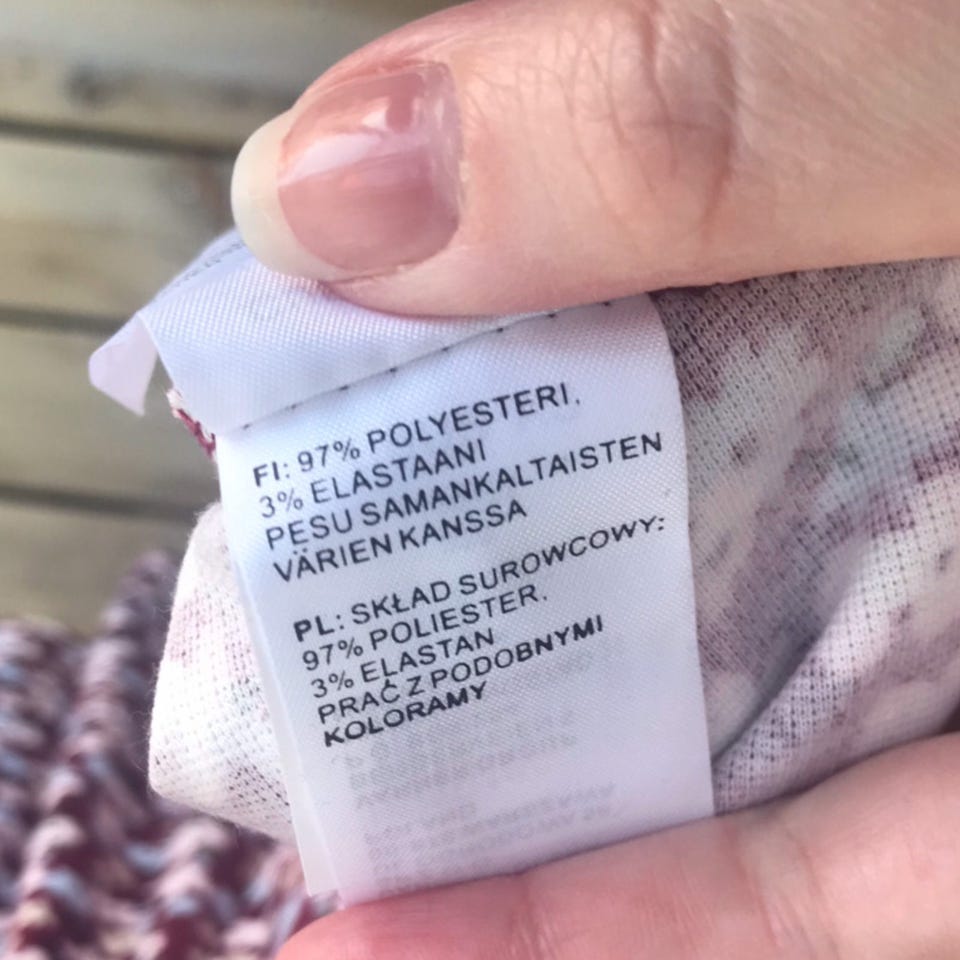 FI: 97% POLYESTERI,
3% ELASTAANI
PESU SAMANKALTAISTEN
VÄRIEN KANSSA
PL: SKŁAD SUROWCOWY:
97% POLIESTER.
3% ELASTAN
PRAĆ Z PODOBNYMI
KOLORAMY